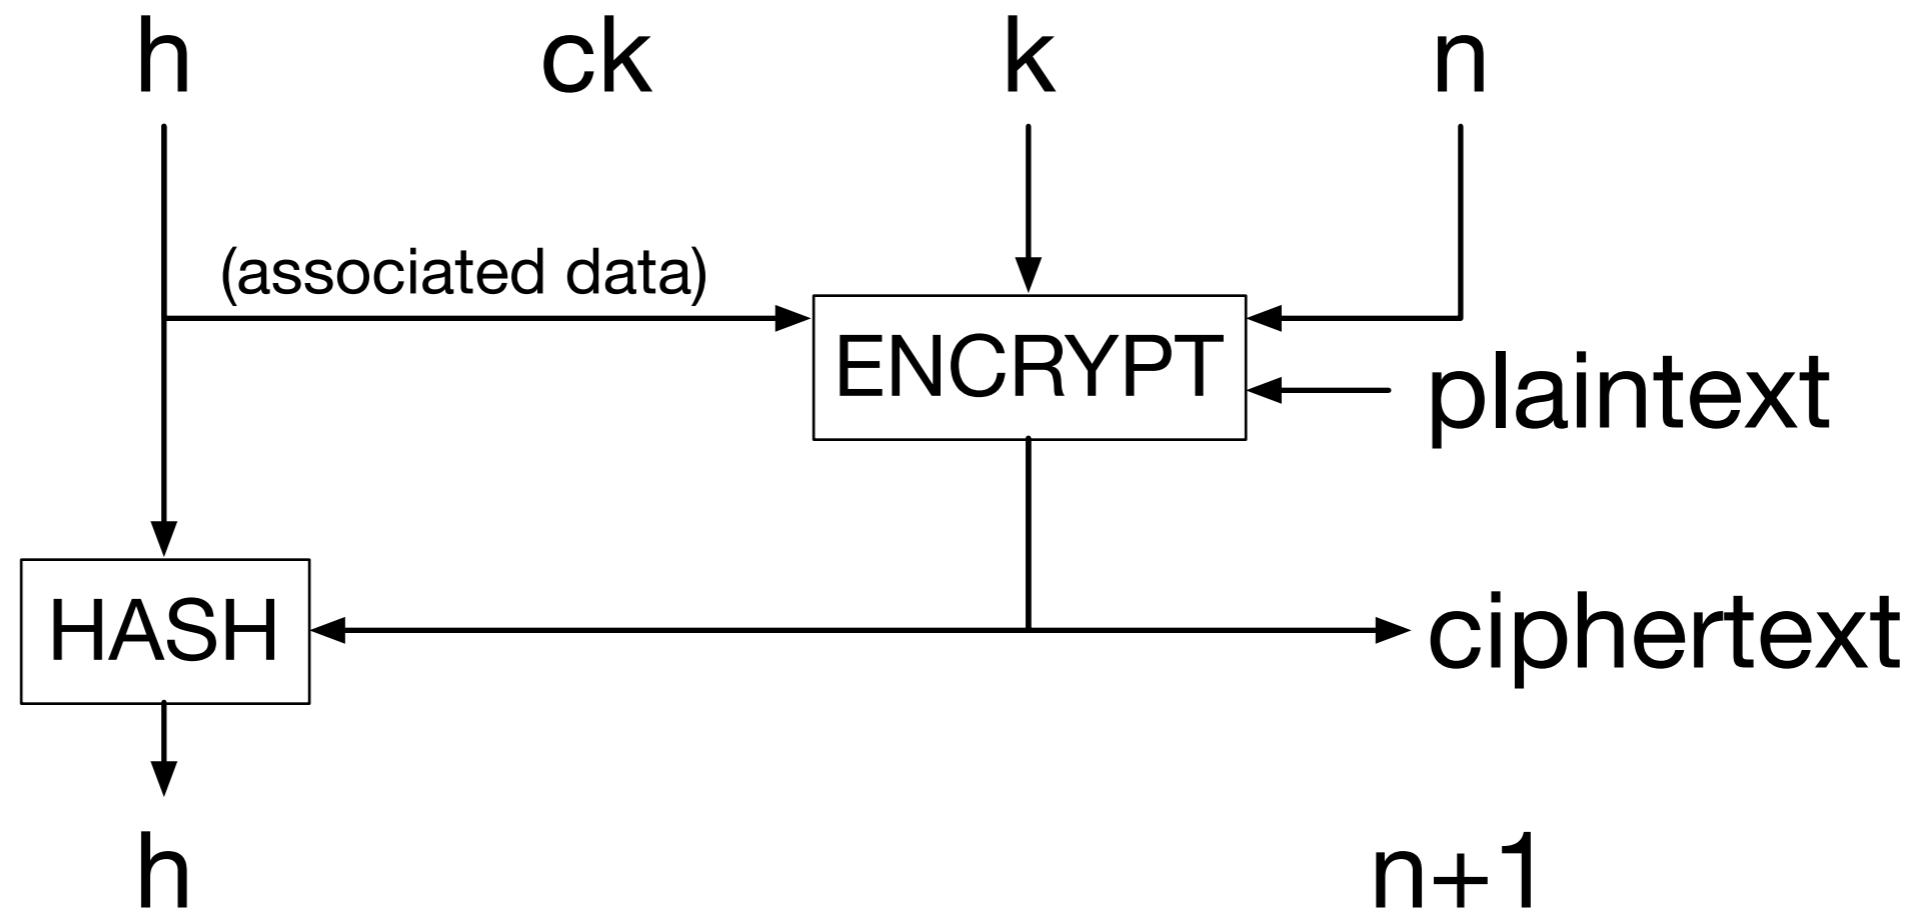 h ck k n
(associated data)
ENCRYPT
plaintext
HASH
ciphertext
h n+1